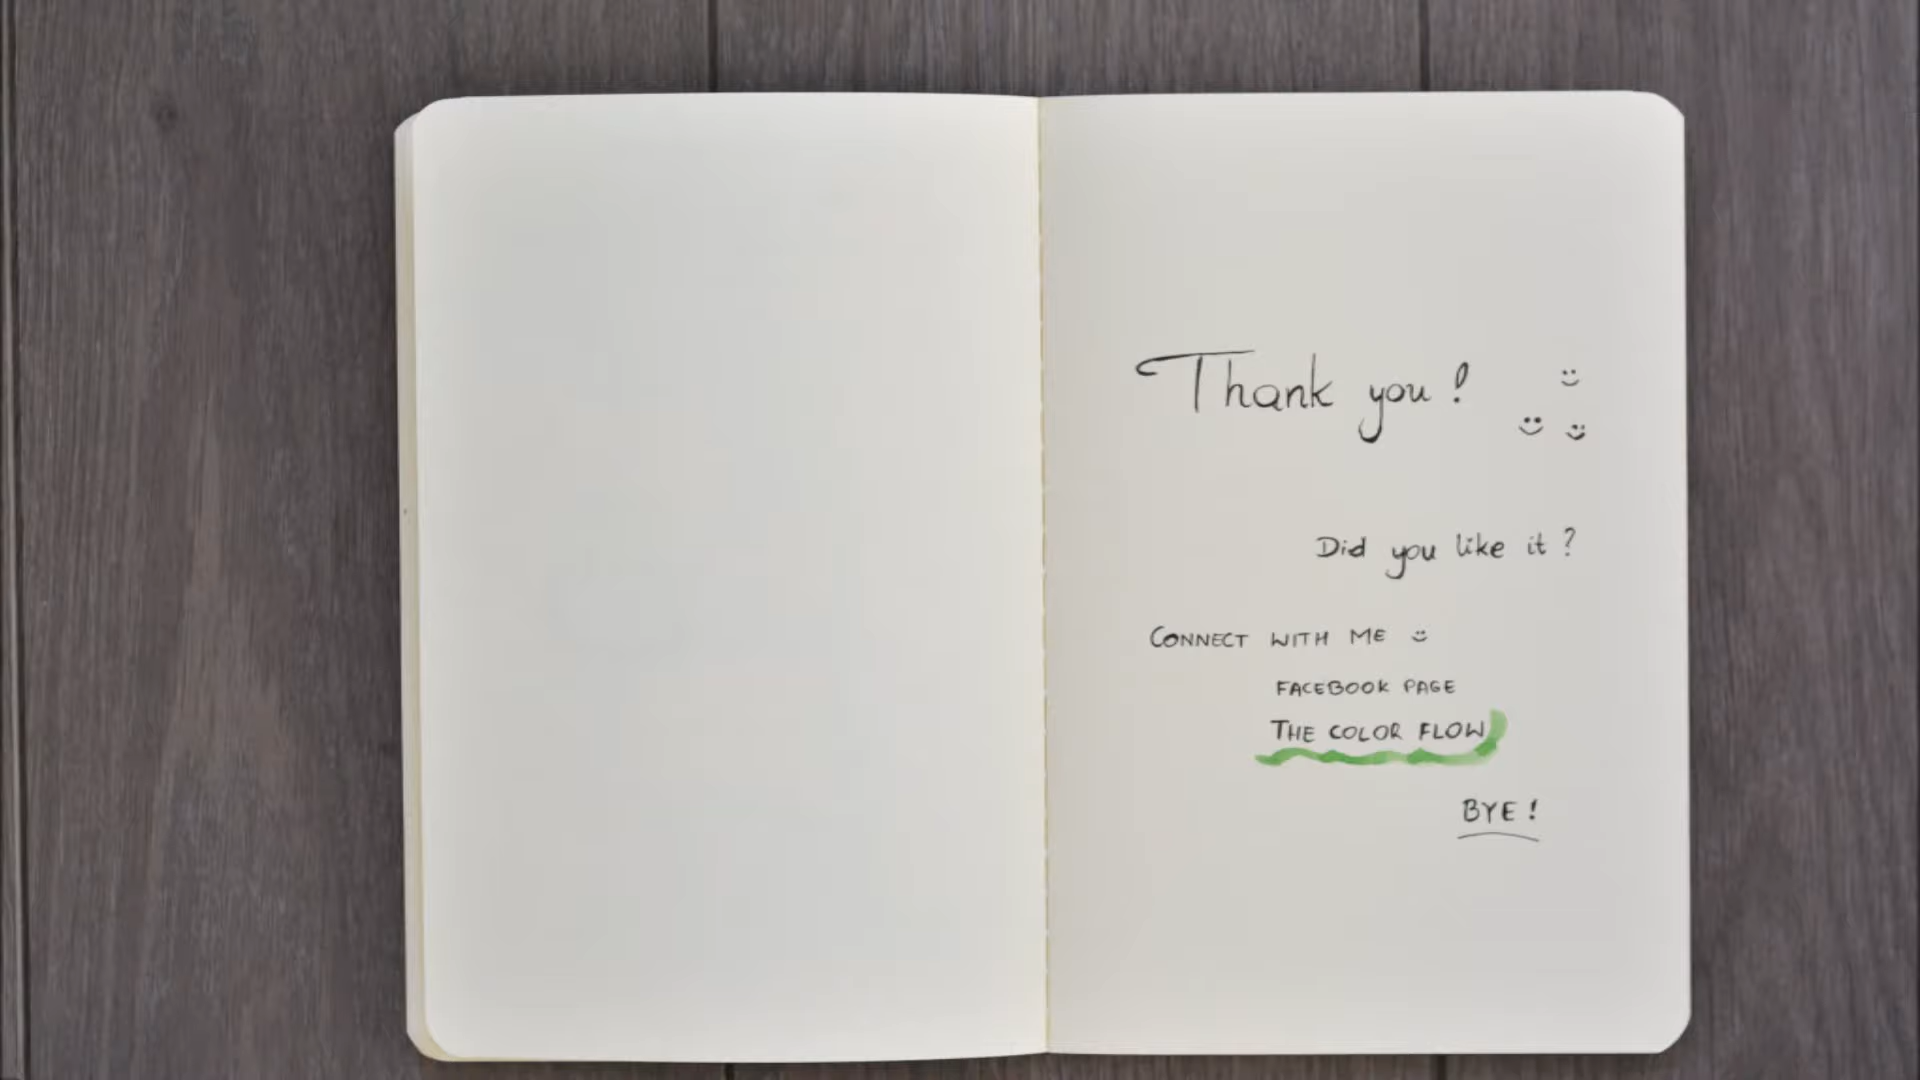 Thank you!
Did you like it?
CONNECT WITH ME
FACEBOOK PAGE
THE COLOR FLOW
BYE!